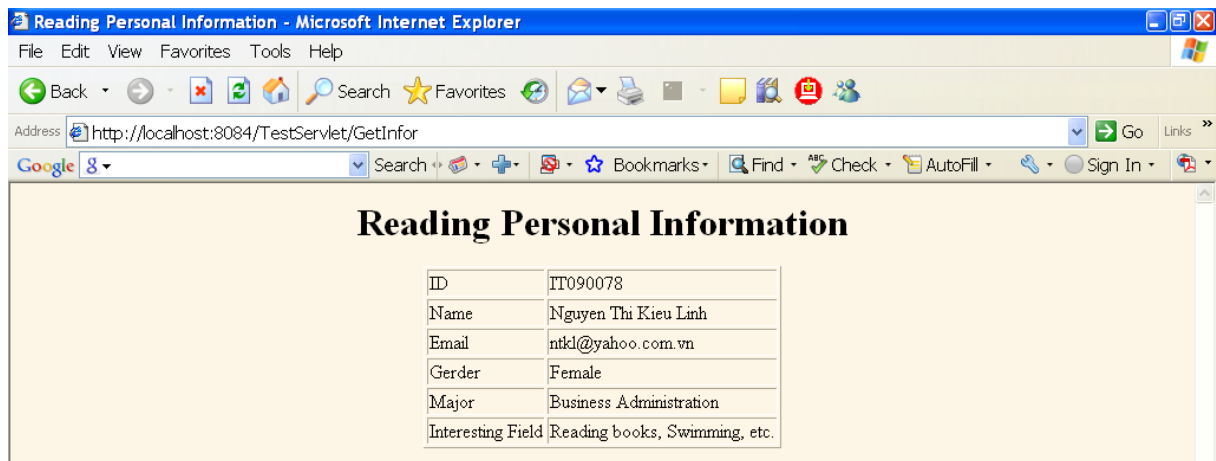 Reading Personal Information - Microsoft Internet Explorer
File Edit View Favorites Tools Help
Back Search Favorites
Address http://localhost:8084/TestServlet/GetInfor Go Links »
Google Search Bookmarks Find ABC Check AutoFill Sign In
Reading Personal Information
ID IT090078
Name Nguyen Thi Kieu Linh
Email ntkl@yahoo.com.vn
Gerder Female
Major Business Administration
Interesting Field Reading books, Swimming, etc.